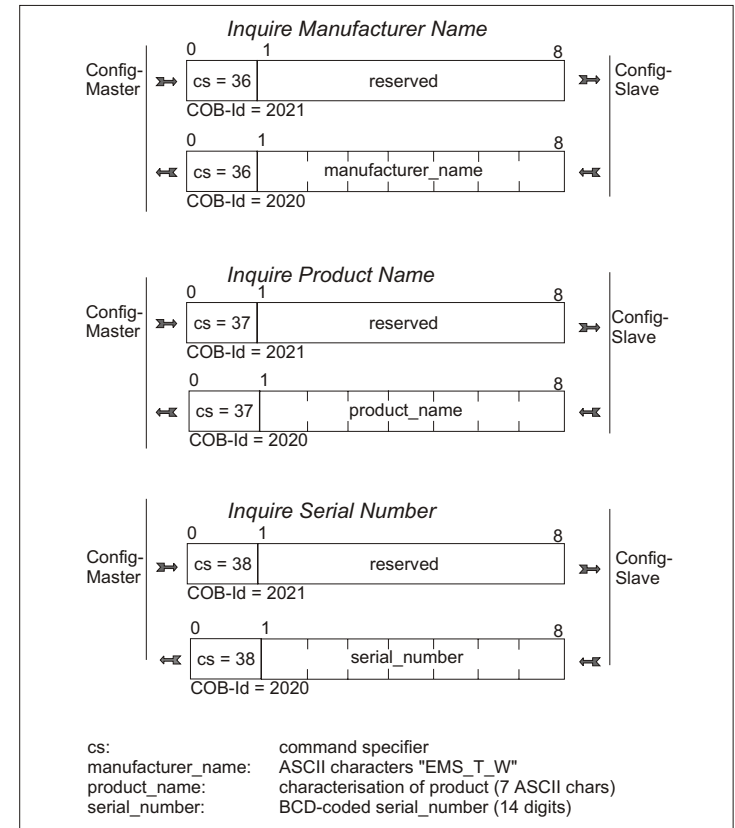 Inquire Manufacturer Name
0 1 8
Config-
Master
cs = 36 reserved
Config-
Slave
COB-Id = 2021
0 1 8
cs = 36 manufacturer_name
COB-Id = 2020
Inquire Product Name
0 1 8
Config-
Master
cs = 37 reserved
Config-
Slave
COB-Id = 2021
0 1 8
cs = 37 product_name
COB-Id = 2020
Inquire Serial Number
0 1 8
Config-
Master
cs = 38 reserved
Config-
Slave
COB-Id = 2021
0 1 8
cs = 38 serial_number
COB-Id = 2020
cs: command specifier
manufacturer_name: ASCII characters "EMS_T_W"
product_name: characterisation of product (7 ASCII chars)
serial_number: BCD-coded serial_number (14 digits)